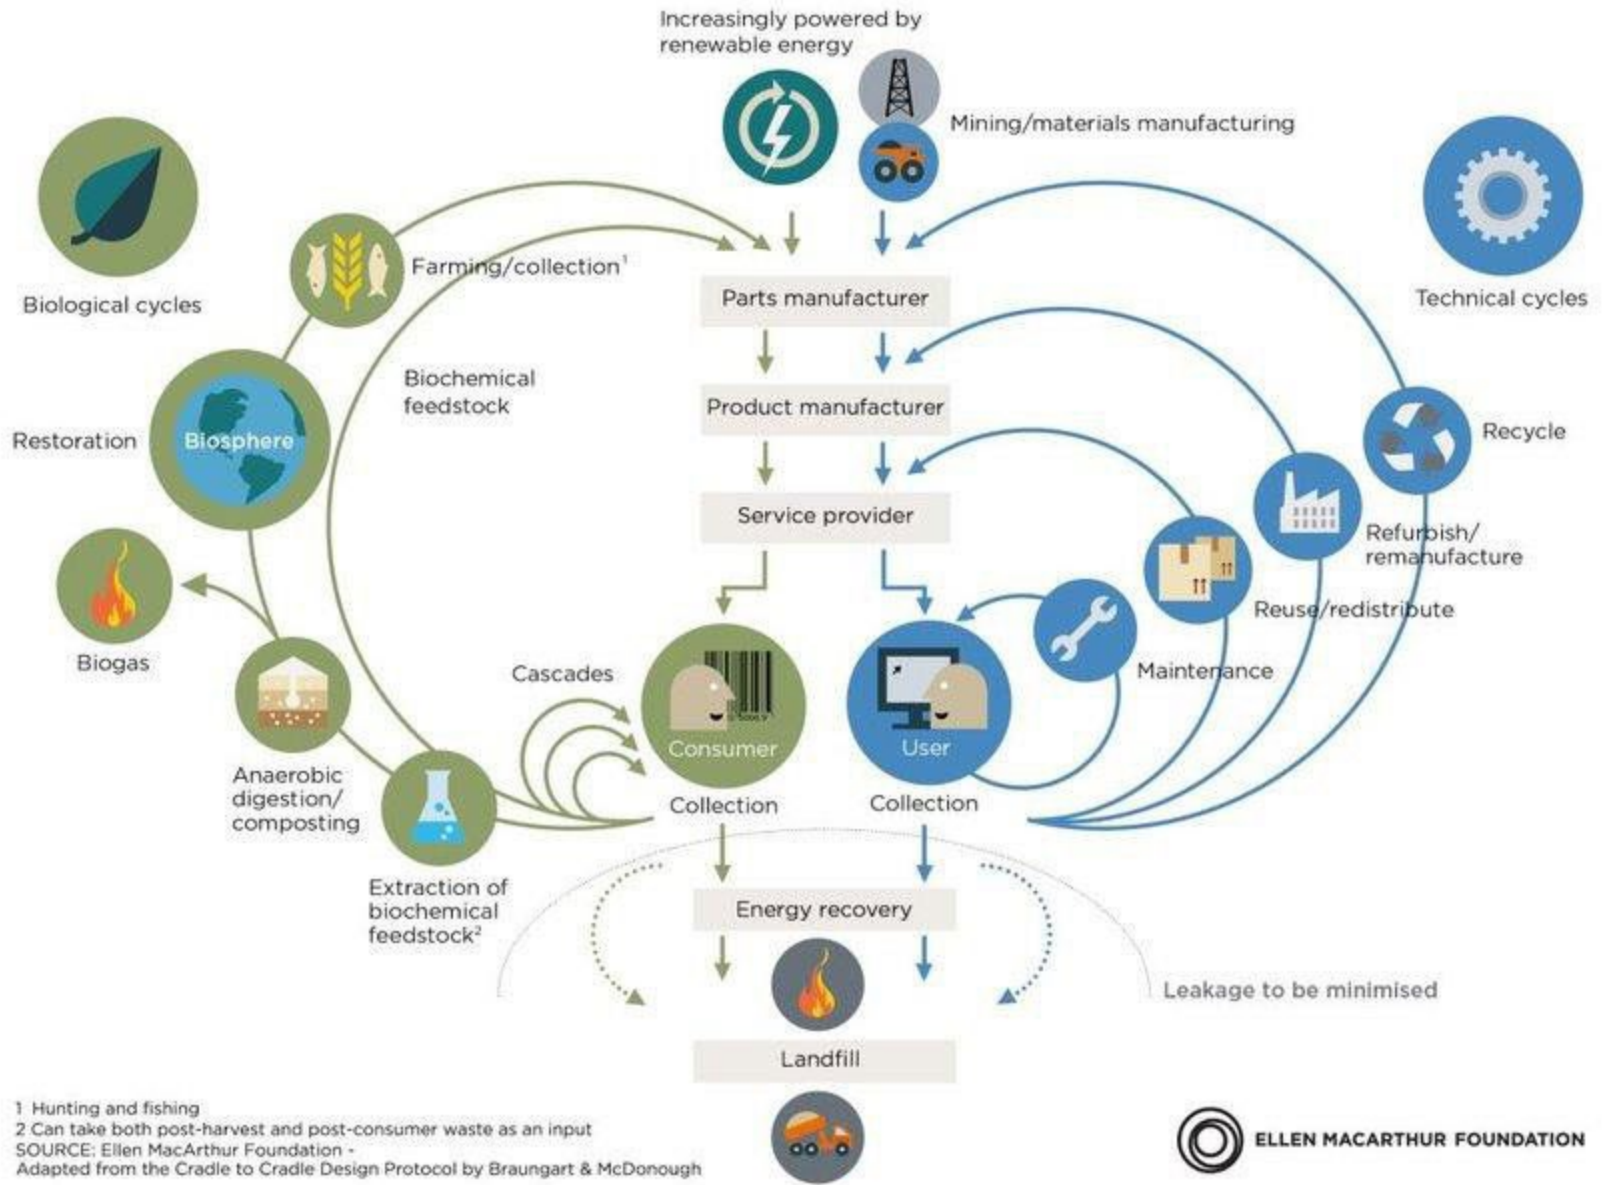 Increasingly powered by
renewable energy
Mining/materials manufacturing
Biological cycles
Technical cycles
Farming/collection¹
Parts manufacturer
Biochemical
feedstock
Product manufacturer
Restoration
Biosphere
Recycle
Service provider
Refurbish/
remanufacture
Reuse/redistribute
Biogas
Cascades
Maintenance
Consumer
User
Anaerobic
digestion/
composting
Collection
Collection
Extraction of
biochemical
feedstock²
Energy recovery
Leakage to be minimised
Landfill
1 Hunting and fishing
2 Can take both post-harvest and post-consumer waste as an input
SOURCE: Ellen MacArthur Foundation -
Adapted from the Cradle to Cradle Design Protocol by Braungart & McDonough
ELLEN MACARTHUR FOUNDATION